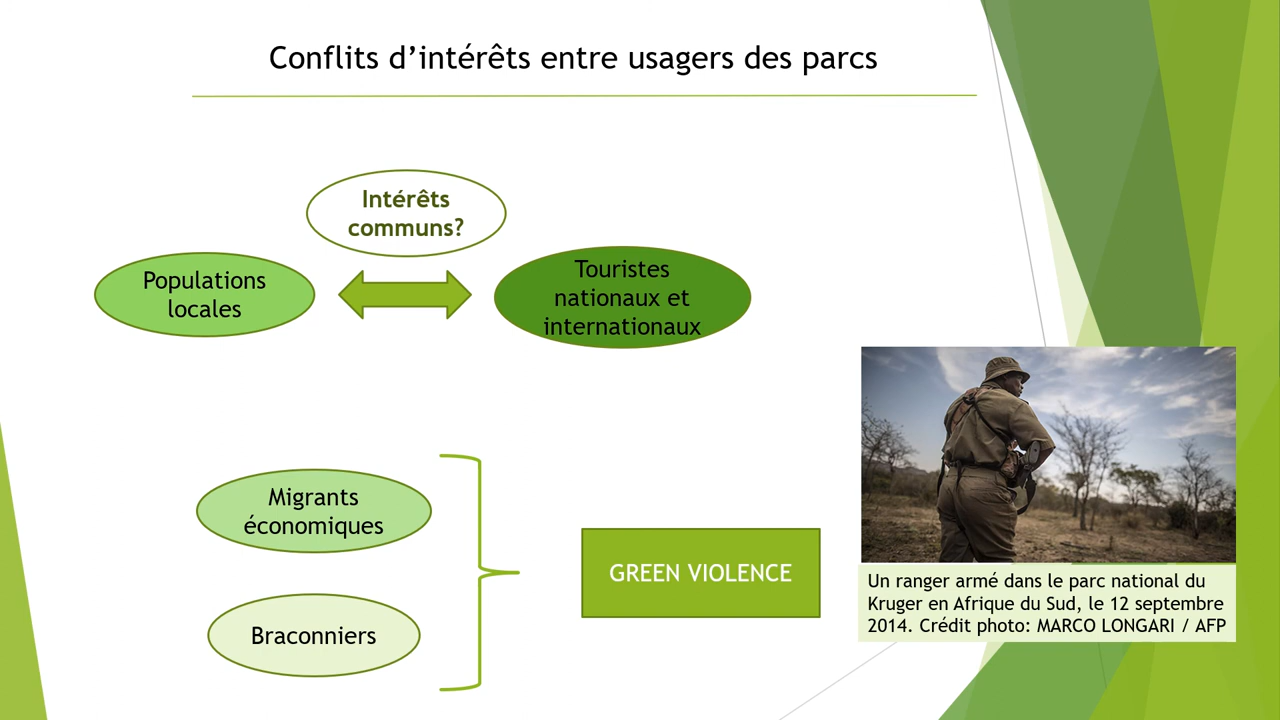 Conflits d’intérêts entre usagers des parcs
Intérêts
communs?
Populations
locales
Touristes
nationaux et
internationaux
Migrants
économiques
Braconniers
GREEN VIOLENCE
Un ranger armé dans le parc national du
Kruger en Afrique du Sud, le 12 septembre
2014. Crédit photo: MARCO LONGARI / AFP